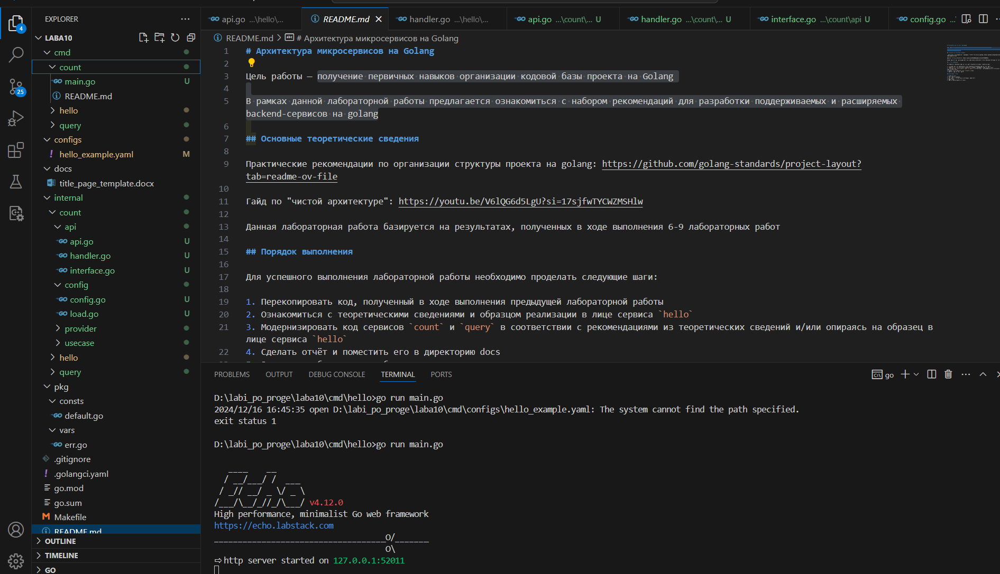 EXPLORER
LABA10
cmd
count
main.go U
README.md
hello
query
configs
hello_example.yaml M
docs
title_page_template.docx
internal
count
api
api.go U
handler.go U
interface.go U
config
config.go U
load.go U
provider
usecase
hello
query
pkg
consts
default.go
vars
err.go
.gitignore
.golangci.yaml
go.mod
go.sum
Makefile
README.md
OUTLINE
TIMELINE
GO
4
25
api.go ...\hello\...
README.md
handler.go ...\hello\...
api.go ...\count\... U
handler.go ...\count\... U
interface.go ...\count\api U
config.go ...
README.md > # Архитектура микросервисов на Golang
1 # Архитектура микросервисов на Golang
2
3 Цель работы — получение первичных навыков организации кодовой базы проекта на Golang
4
5 В рамках данной лабораторной работы предлагается ознакомиться с набором рекомендаций для разработки поддерживаемых и расширяемых
backend-сервисов на golang
6
7 ## Основные теоретические сведения
8
9 Практические рекомендации по организации структуры проекта на golang: https://github.com/golang-standards/project-layout?
tab=readme-ov-file
10
11 Гайд по "чистой архитектуре": https://youtu.be/V6lQG6d5LgU?si=17sjfwTYCWZMSHlW
12
13 Данная лабораторная работа базируется на результатах, полученных в ходе выполнения 6-9 лабораторных работ
14
15 ## Порядок выполнения
16
17 Для успешного выполнения лабораторной работы необходимо проделать следующие шаги:
18
19 1. Перекопировать код, полученный в ходе выполнения предыдущей лабораторной работы
20 2. Ознакомиться с теоретическими сведениями и образцом реализации в лице сервиса `hello`
21 3. Модернизировать код сервисов `count` и `query` в соответствии с рекомендациями из теоретических сведений и/или опираясь на образец в
лице сервиса `hello`
22 4. Сделать отчёт и поместить его в директорию docs
PROBLEMS OUTPUT DEBUG CONSOLE TERMINAL PORTS
go
D:\labi_po_proge\laba10\cmd\hello>go run main.go
2024/12/16 16:45:35 open D:\labi_po_proge\laba10\cmd\configs\hello_example.yaml: The system cannot find the path specified.
exit status 1
D:\labi_po_proge\laba10\cmd\hello>go run main.go
   ____    __
  / __/___/ /  ___
 / _// __/ _ \/ _ \
/___/\__/_//_/\___/ v4.12.0
High performance, minimalist Go web framework
https://echo.labstack.com
____________________________________O/_______
                                    O\
⇨ http server started on 127.0.0.1:52011